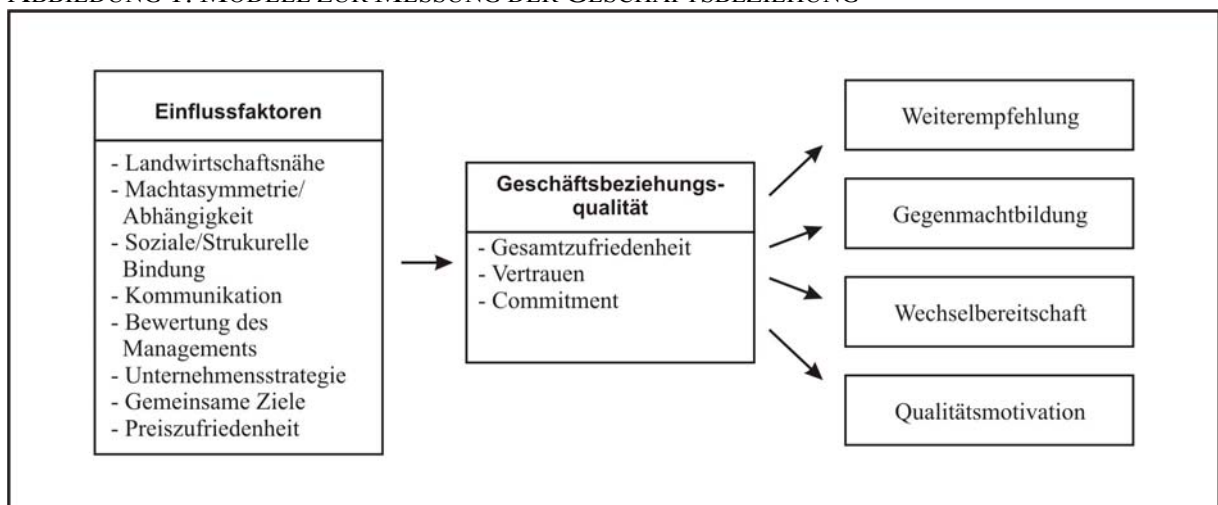 ABBILDUNG 1: MODELL ZUR MESSUNG DER GESCHÄFTSBEZIEHUNG
Einflussfaktoren
- Landwirtschaftsnähe
- Machtasymmetrie/
Abhängigkeit
- Soziale/Strukurelle
Bindung
- Kommunikation
- Bewertung des
Managements
- Unternehmensstrategie
- Gemeinsame Ziele
- Preiszufriedenheit
Geschäftsbeziehungs-
qualität
- Gesamtzufriedenheit
- Vertrauen
- Commitment
Weiterempfehlung
Gegenmachtbildung
Wechselbereitschaft
Qualitätsmotivation